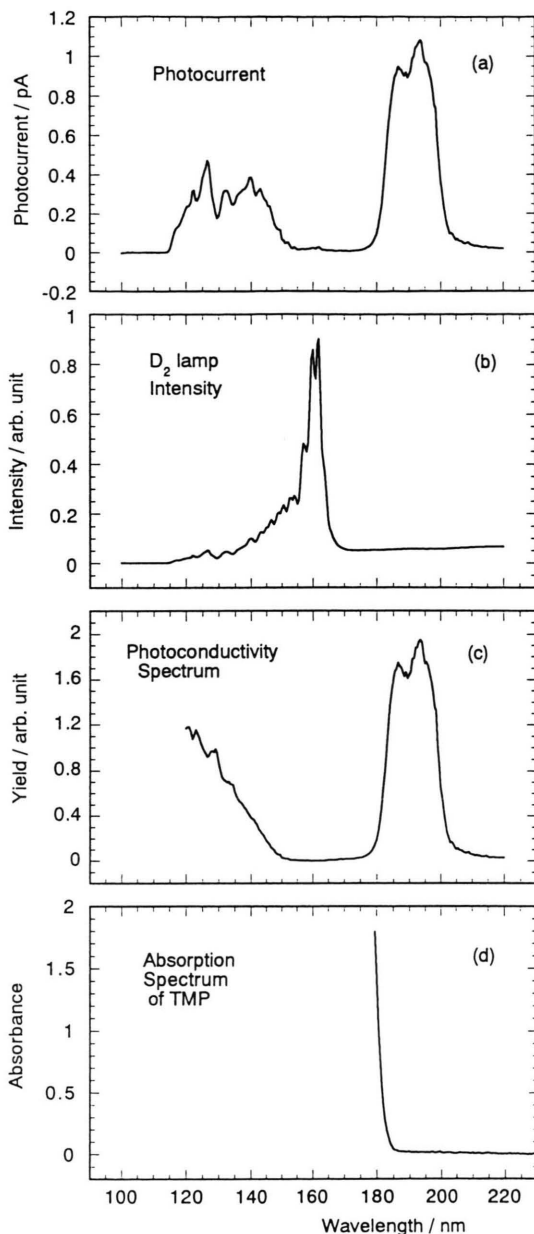 1.2
1
0.8
0.6
0.4
0.2
0
-0.2
Photocurrent / pA
Photocurrent
(a)
1
0.8
0.6
0.4
0.2
0
Intensity / arb. unit
D2 lamp
Intensity
(b)
2
1.6
1.2
0.8
0.4
0
Yield / arb. unit
Photoconductivity
Spectrum
(c)
2
1.5
1
0.5
0
Absorbance
Absorption
Spectrum
of TMP
(d)
100 120 140 160 180 200 220
Wavelength / nm